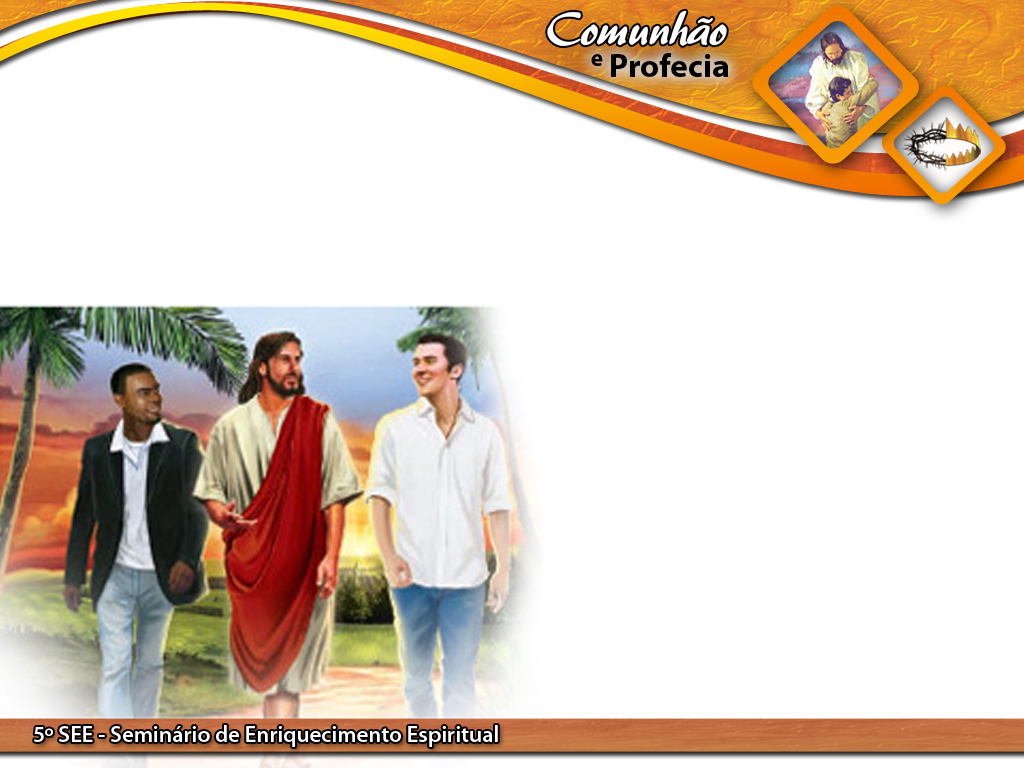 Comunhão
e Profecia
5º SEE - Seminário de Enriquecimento Espiritual